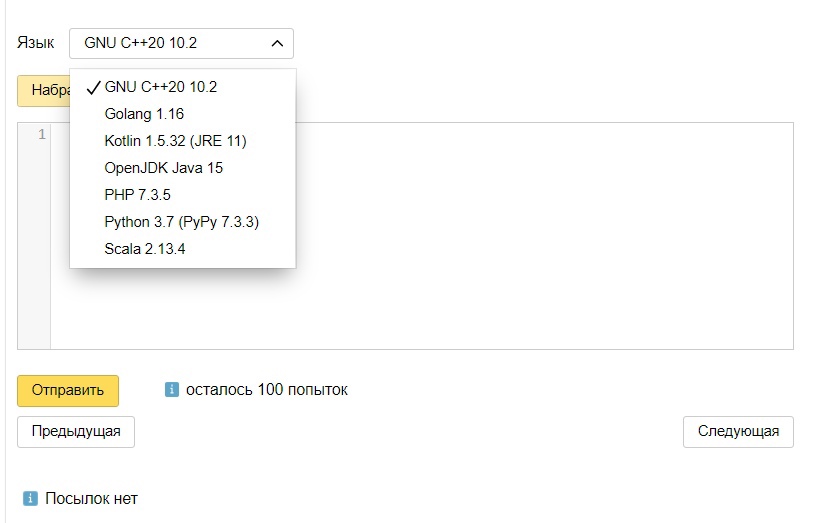 Язык GNU C++20 10.2
GNU C++20 10.2
Golang 1.16
Kotlin 1.5.32 (JRE 11)
OpenJDK Java 15
PHP 7.3.5
Python 3.7 (PyPy 7.3.3)
Scala 2.13.4
Набра
1
Отправить осталось 100 попыток
Предыдущая Следующая
Посылок нет